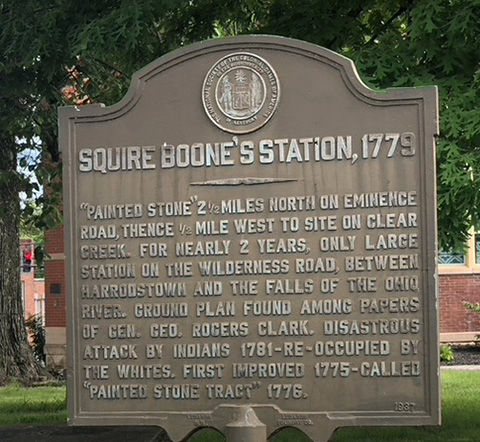 SQUIRE BOONE'S STATION, 1779
"PAINTED STONE" 2½ MILES NORTH ON EMINENCE
ROAD, THENCE ½ MILE WEST TO SITE ON CLEAR
CREEK. FOR NEARLY 2 YEARS, ONLY LARGE
STATION ON THE WILDERNESS ROAD, BETWEEN
HARRODSTOWN AND THE FALLS OF THE OHIO
RIVER. GROUND PLAN FOUND AMONG PAPERS
OF GEN. GEO. ROGERS CLARK. DISASTROUS
ATTACK BY INDIANS 1781-RE-OCCUPIED BY
THE WHITES. FIRST IMPROVED 1775-CALLED
"PAINTED STONE TRACT" 1776.
1937